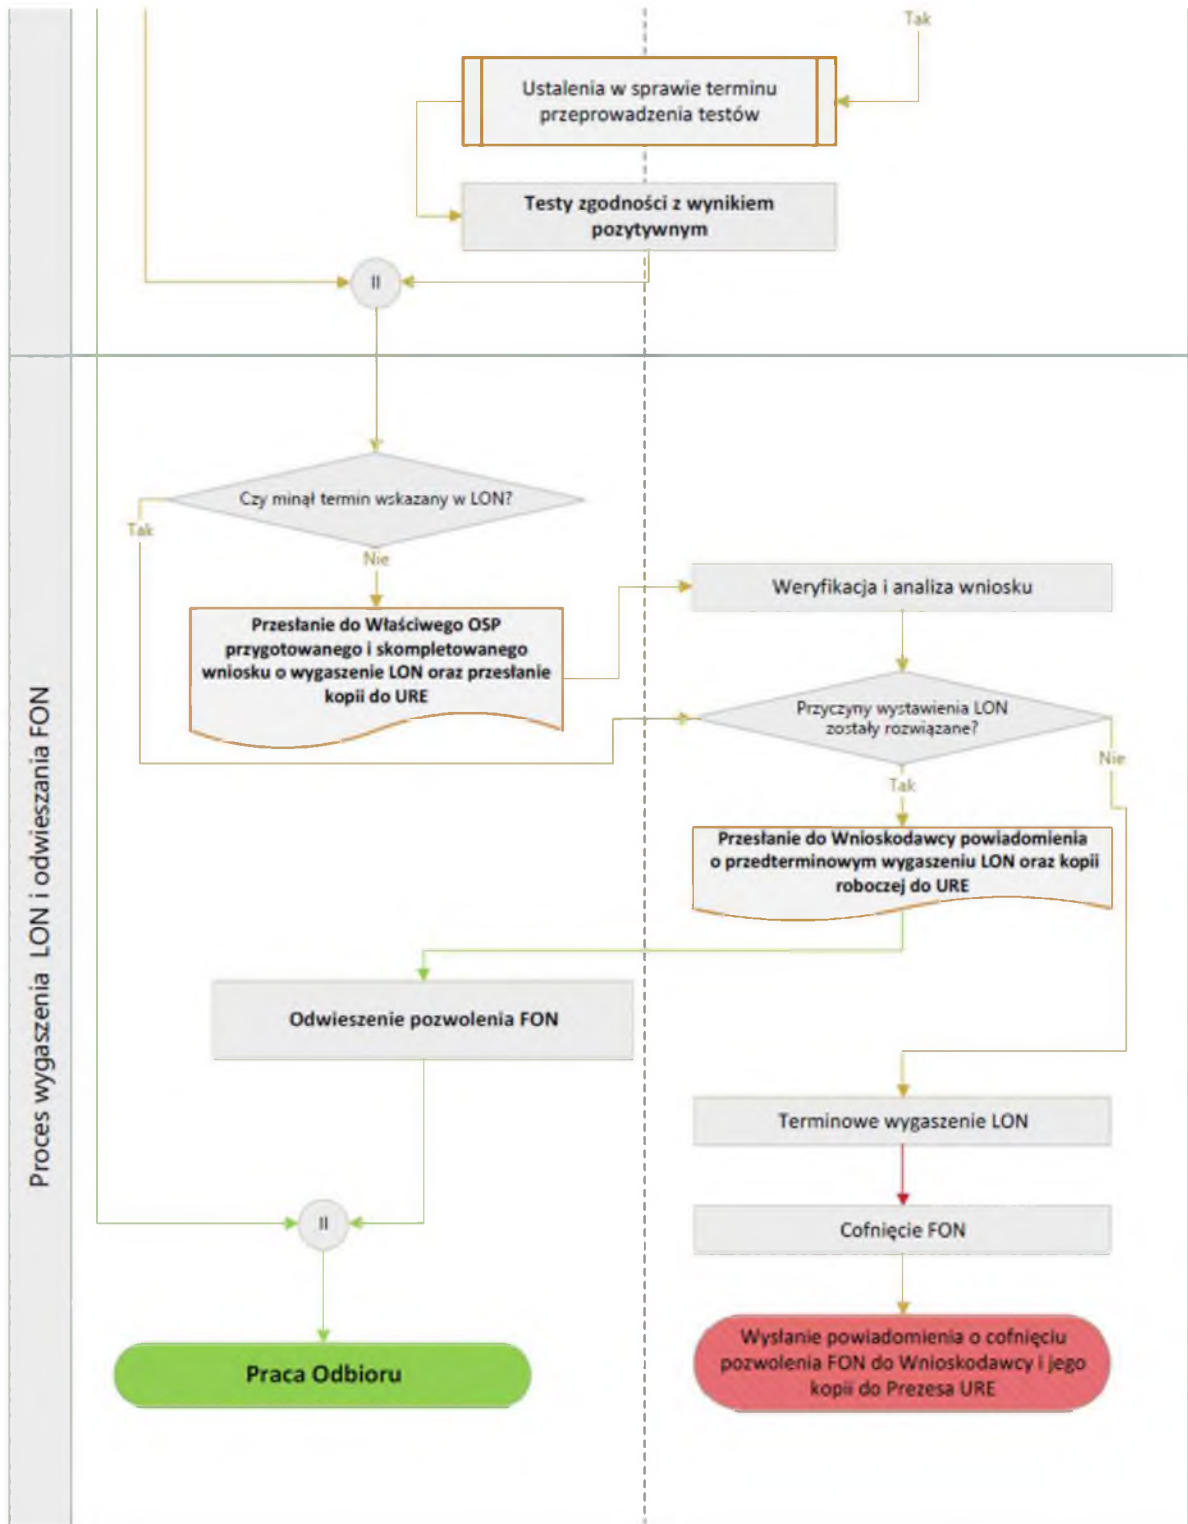 Tak
Ustalenia w sprawie terminu
przeprowadzenia testów
Testy zgodności z wynikiem
pozytywnym
II
Proces wygaszenia LON i odwieszania FON
Czy minął termin wskazany w LON?
Tak
Nie
Weryfikacja i analiza wniosku
Przesłanie do Właściwego OSP
przygotowanego i skompletowanego
wniosku o wygaszenie LON oraz przesłanie
kopii do URE
Przyczyny wystawienia LON
zostały rozwiązane?
Nie
Tak
Przesłanie do Wnioskodawcy powiadomienia
o przedterminowym wygaszeniu LON oraz kopii
roboczej do URE
Odwieszenie pozwolenia FON
Terminowe wygaszenie LON
II
Cofnięcie FON
Praca Odbioru
Wysłanie powiadomienia o cofnięciu
pozwolenia FON do Wnioskodawcy i jego
kopii do Prezesa URE